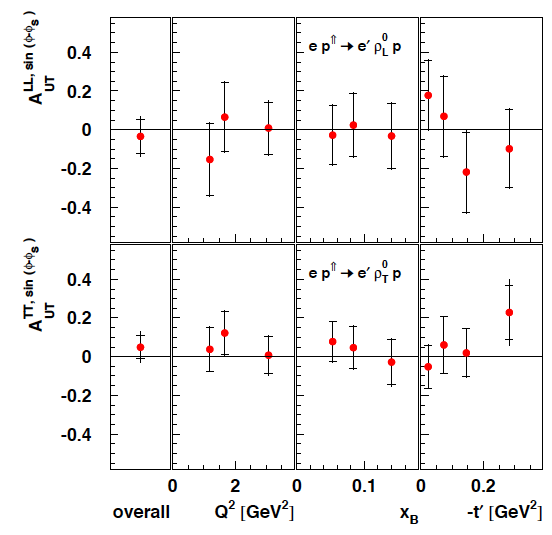 A_UT^LL, sin (ϕ-ϕ_s)
0.4
0.2
0
-0.2
-0.4
e p^⇑ → e′ ρ_L^0 p
A_UT^TT, sin (ϕ-ϕ_s)
0.4
0.2
0
-0.2
-0.4
e p^⇑ → e′ ρ_T^0 p
0 2 0 0.1 0 0.2
overall Q^2 [GeV^2] x_B -t′ [GeV^2]